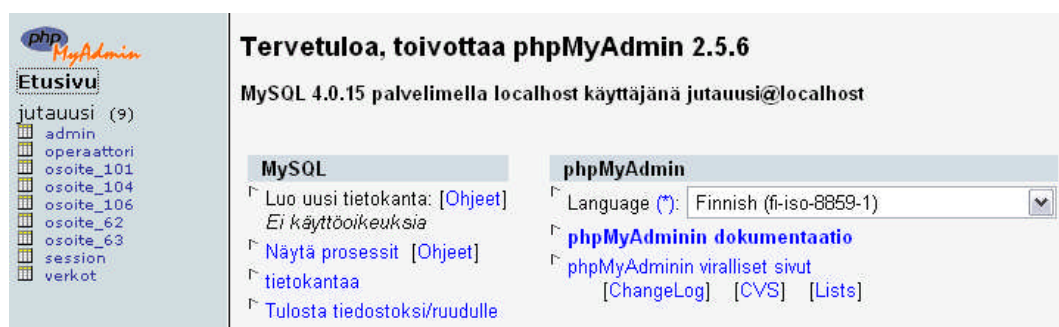 php
MyAdmin
Etusivu
jutauusi (9)
admin
operaattori
osoite_101
osoite_104
osoite_106
osoite_62
osoite_63
session
verkot
Tervetuloa, toivottaa phpMyAdmin 2.5.6
MySQL 4.0.15 palvelimella localhost käyttäjänä jutauusi@localhost
MySQL
Luo uusi tietokanta: [Ohjeet]
Ei käyttöoikeuksia
Näytä prosessit [Ohjeet]
tietokantaa
Tulosta tiedostoksi/ruudulle
phpMyAdmin
Language (*): Finnish (fi-iso-8859-1)
phpMyAdminin dokumentaatio
phpMyAdminin viralliset sivut
[ChangeLog] [CVS] [Lists]